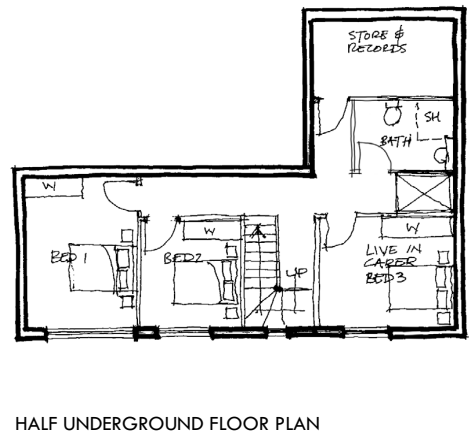 STORE &
RECORDS
SH
BATH
W
W
W
BED 1
BED2
UP
LIVE IN
CARER
BED3
HALF UNDERGROUND FLOOR PLAN